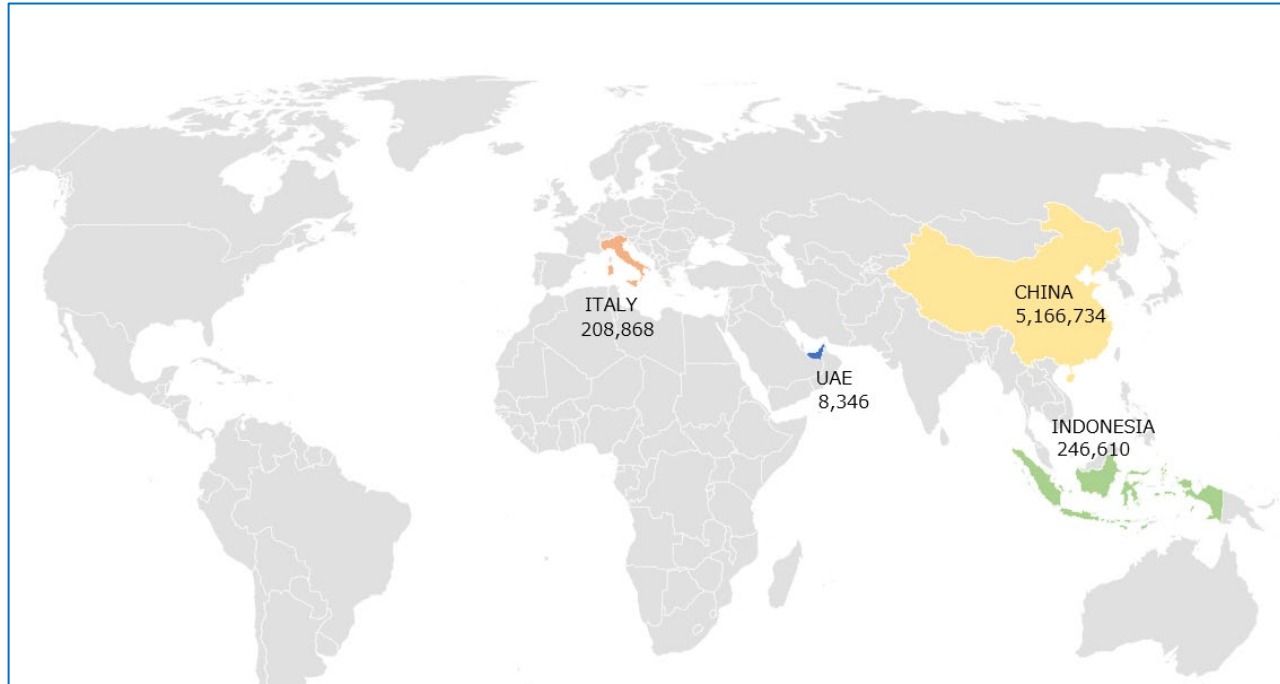 CHINA
5,166,734
ITALY
208,868
UAE
8,346
INDONESIA
246,610